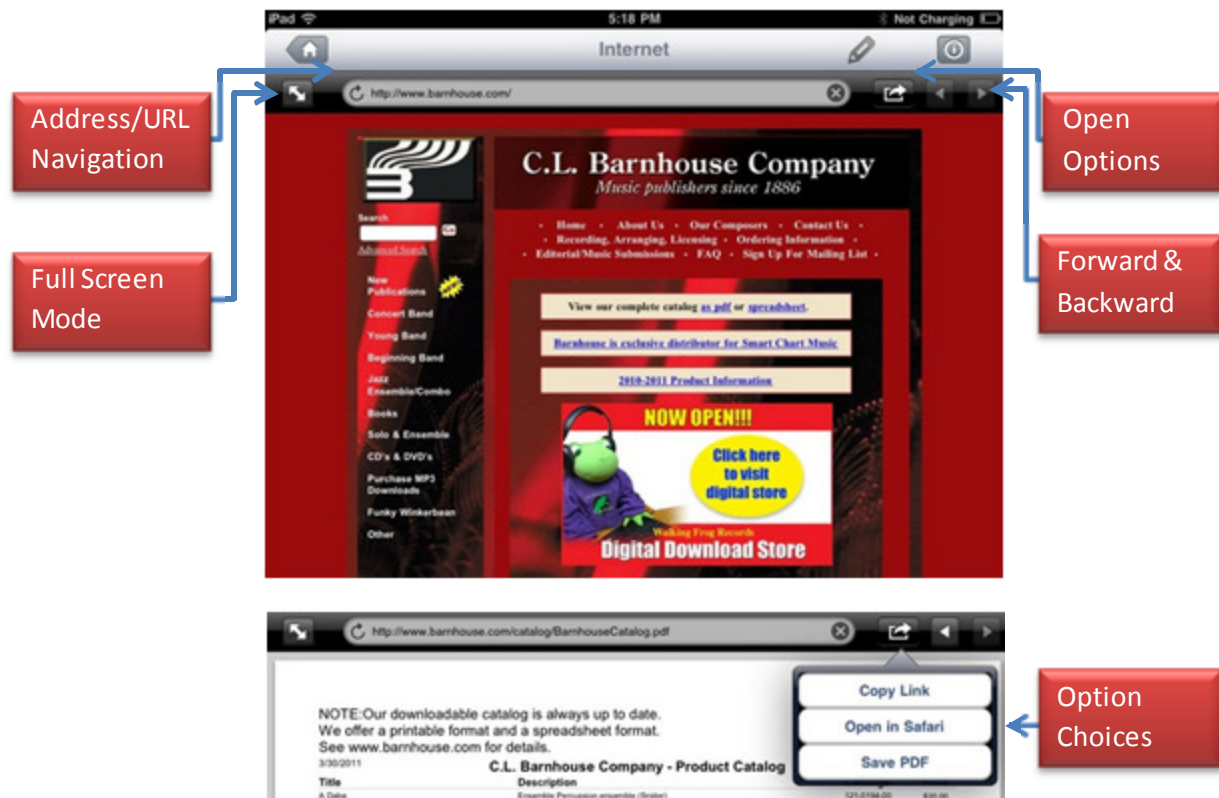 iPad
5:18 PM
Not Charging
Internet
http://www.barnhouse.com/
Address/URL
Navigation
Full Screen
Mode
Open
Options
Forward &
Backward
C.L. Barnhouse Company
Music publishers since 1886
Search
Go
Advanced Search
• Home • About Us • Our Composers • Contact Us •
• Recording, Arranging, Licensing • Ordering Information •
• Editorial/Music Submissions • FAQ • Sign Up For Mailing List •
New
Publications
Concert Band
Young Band
Beginning Band
Jazz
Ensemble/Combo
Books
Solo & Ensemble
CD's & DVD's
Purchase MP3
Downloads
Funky Winkerbean
Other
View our complete catalog as pdf or spreadsheet.
Barnhouse is exclusive distributor for Smart Chart Music
2010-2011 Product Information
NOW OPEN!!!
Click here
to visit
digital store
Walking Frog Records
Digital Download Store
http://www.barnhouse.com/catalog/BarnhouseCatalog.pdf
Copy Link
Open in Safari
Save PDF
Option
Choices
NOTE:Our downloadable catalog is always up to date.
We offer a printable format and a spreadsheet format.
See www.barnhouse.com for details.
3/30/2011
C.L. Barnhouse Company - Product Catalog
Title Description